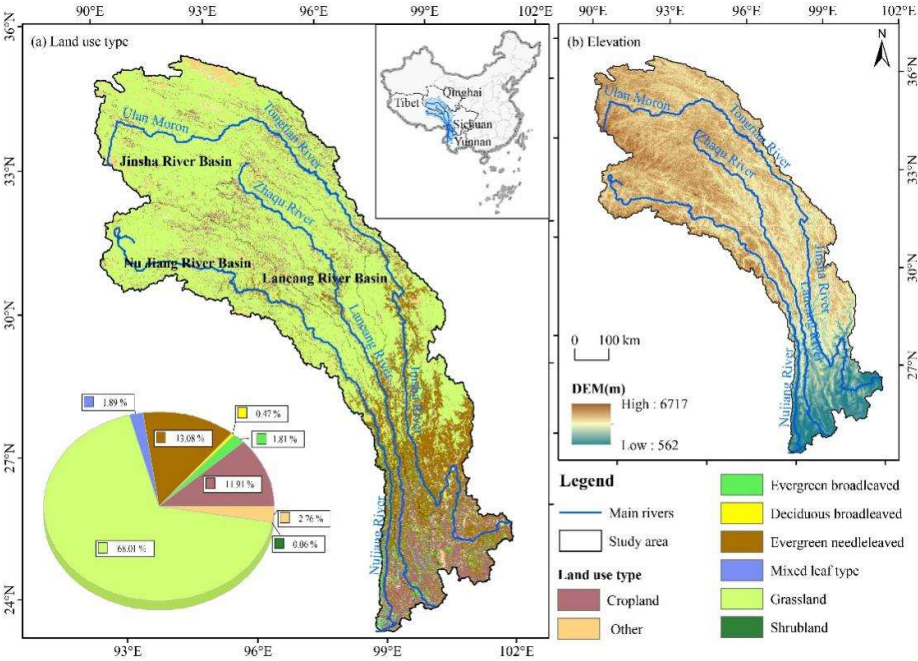 90°E
93°E
96°E
99°E
102°E
90°E
93°E
96°E
99°E
102°E
36°N
33°N
30°N
27°N
24°N
(a) Land use type
Ulan Moron
Tongtian River
Jinsha River Basin
Zhaqu River
Nu Jiang River Basin
Lancang River Basin
Lancang River
Nujiang River
Qinghai
Tibet
Sichuan
Yunnan
1.89 %
13.08 %
0.47 %
1.81 %
11.91 %
2.76 %
0.06 %
68.01 %
93°E
96°E
99°E
102°E
(b) Elevation
N
Ulan Moron
Tongtian River
Zhaqu River
Jinsha River
Lancang River
Nujiang River
0 100 km
DEM(m)
High : 6717
Low : 562
36°N
33°N
30°N
27°N
Legend
Main rivers
Study area
Land use type
Cropland
Other
Evergreen broadleaved
Deciduous broadleaved
Evergreen needleleaved
Mixed leaf type
Grassland
Shrubland